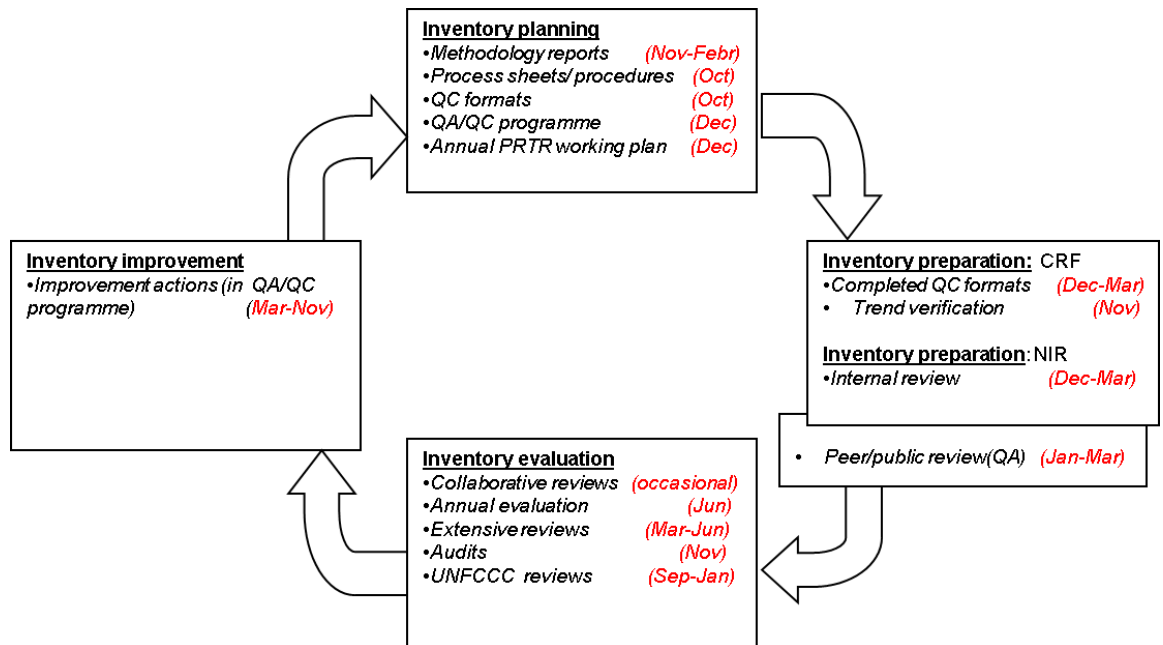 Inventory planning
•Methodology reports (Nov-Febr)
•Process sheets/ procedures (Oct)
•QC formats (Oct)
•QA/QC programme (Dec)
•Annual PRTR working plan (Dec)
Inventory preparation: CRF
•Completed QC formats (Dec-Mar)
• Trend verification (Nov)
Inventory preparation: NIR
•Internal review (Dec-Mar)
• Peer/public review(QA) (Jan-Mar)
Inventory evaluation
•Collaborative reviews (occasional)
•Annual evaluation (Jun)
•Extensive reviews (Mar-Jun)
•Audits (Nov)
•UNFCCC reviews (Sep-Jan)
Inventory improvement
•Improvement actions (in QA/QC
programme) (Mar-Nov)